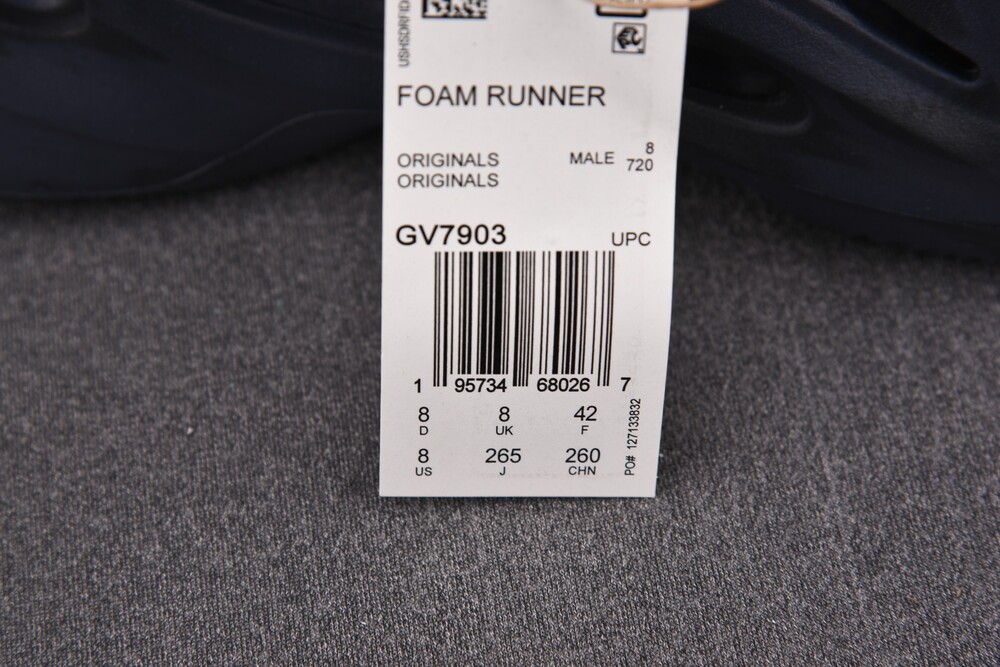 USHSDRFID
FOAM RUNNER
ORIGINALS
ORIGINALS
MALE
8
720
GV7903
UPC
1 95734 68026 7
8 8 42
D UK F
8 265 260
US J CHN
PO# 127133832